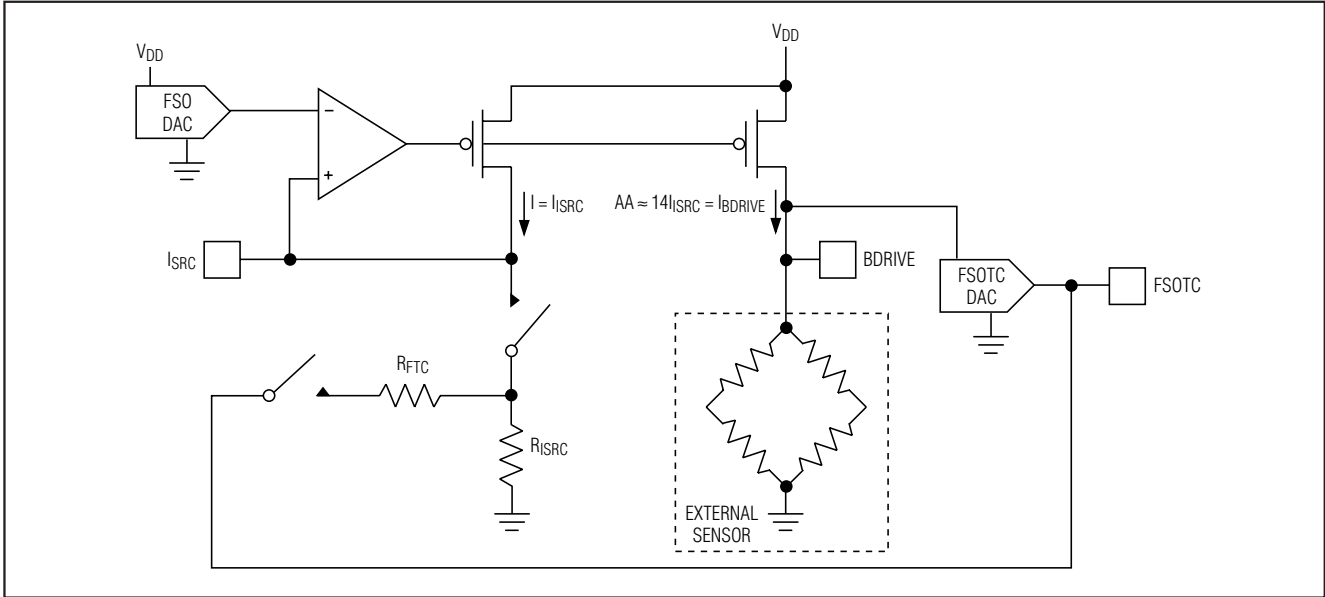 VDD
VDD
FSO
DAC
−
+
I = IISRC
AA ≈ 14IISRC = IBDRIVE
ISRC
BDRIVE
FSOTC
DAC
FSOTC
RFTC
RISRC
EXTERNAL
SENSOR